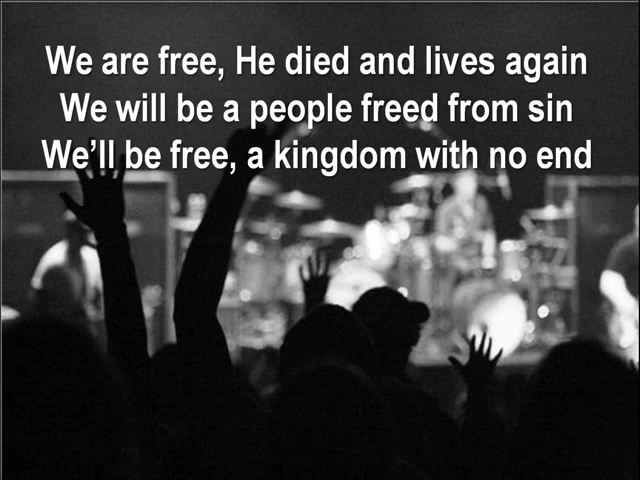 We are free, He died and lives again
We will be a people freed from sin
We’ll be free, a kingdom with no end